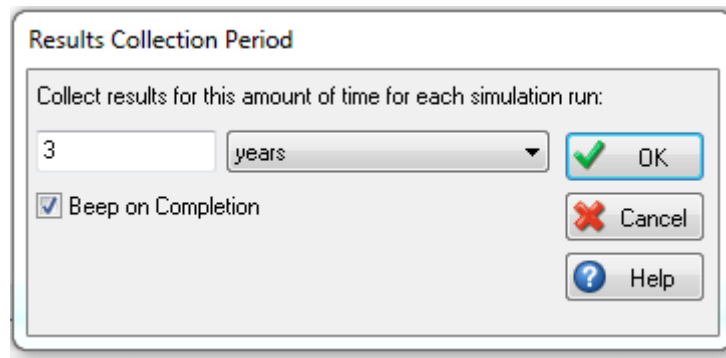 Results Collection Period
Collect results for this amount of time for each simulation run:
3
years
OK
Beep on Completion
Cancel
Help